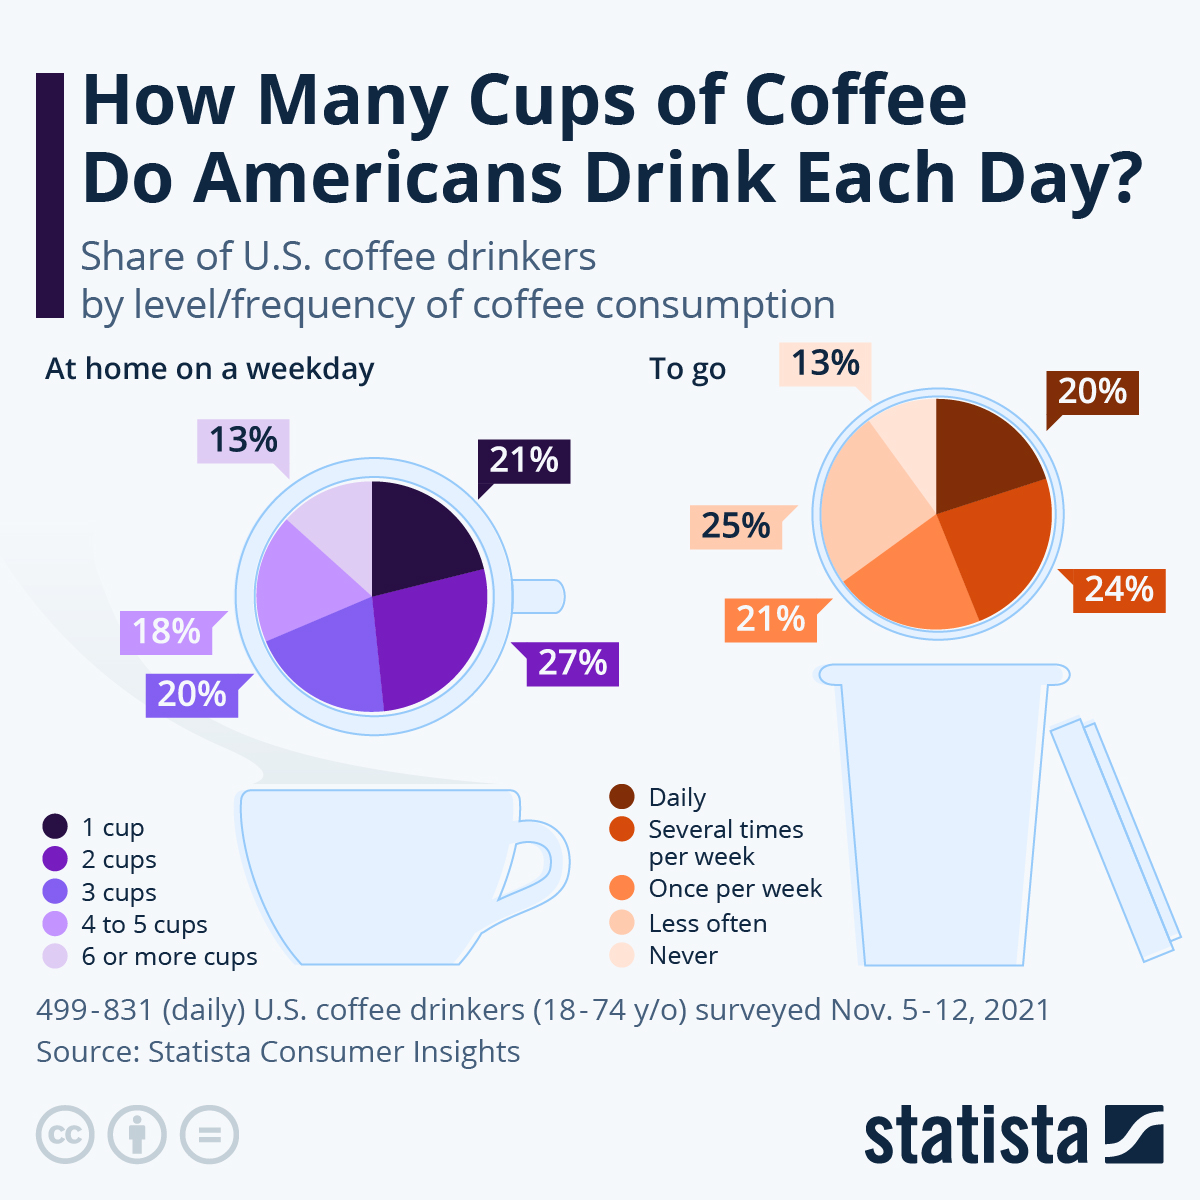 How Many Cups of Coffee
Do Americans Drink Each Day?
Share of U.S. coffee drinkers
by level/frequency of coffee consumption
At home on a weekday
13%
21%
18%
20%
27%
1 cup
2 cups
3 cups
4 to 5 cups
6 or more cups
To go
13%
20%
25%
24%
21%
Daily
Several times
per week
Once per week
Less often
Never
499-831 (daily) U.S. coffee drinkers (18-74 y/o) surveyed Nov. 5-12, 2021
Source: Statista Consumer Insights
cc
statista